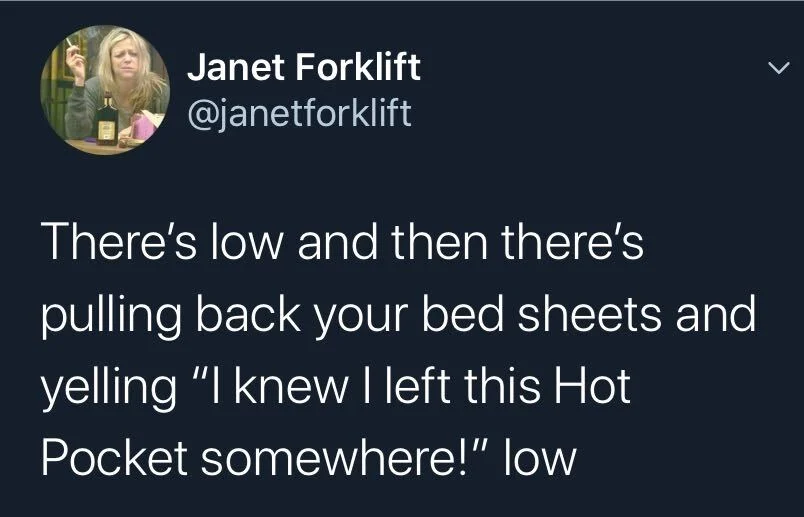 Janet Forklift
@janetforklift
There’s low and then there’s
pulling back your bed sheets and
yelling “I knew I left this Hot
Pocket somewhere!” low